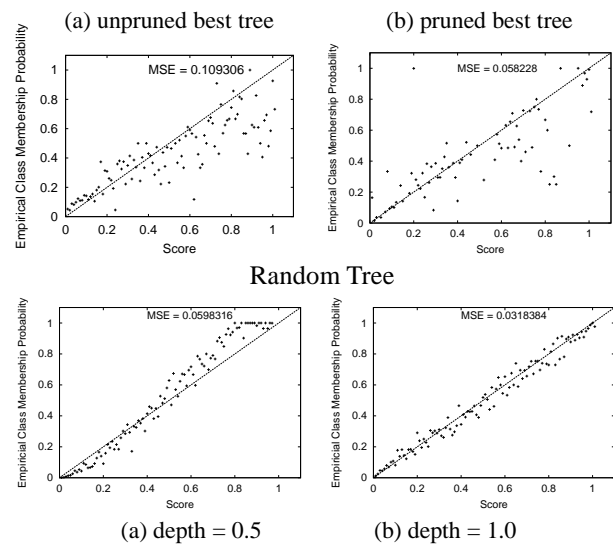 (a) unpruned best tree
(b) pruned best tree
Empirical Class Membership Probability
MSE = 0.109306
1
0.8
0.6
0.4
0.2
0
0 0.2 0.4 0.6 0.8 1
Score
Empirical Class Membership Probability
MSE = 0.058228
1
0.8
0.6
0.4
0.2
0
0 0.2 0.4 0.6 0.8 1
Score
Random Tree
Empirical Class Membership Probability
MSE = 0.0598316
1
0.8
0.6
0.4
0.2
0
0 0.2 0.4 0.6 0.8 1
Score
Empirical Class Membership Probability
MSE = 0.0318384
1
0.8
0.6
0.4
0.2
0
0 0.2 0.4 0.6 0.8 1
Score
(a) depth = 0.5
(b) depth = 1.0